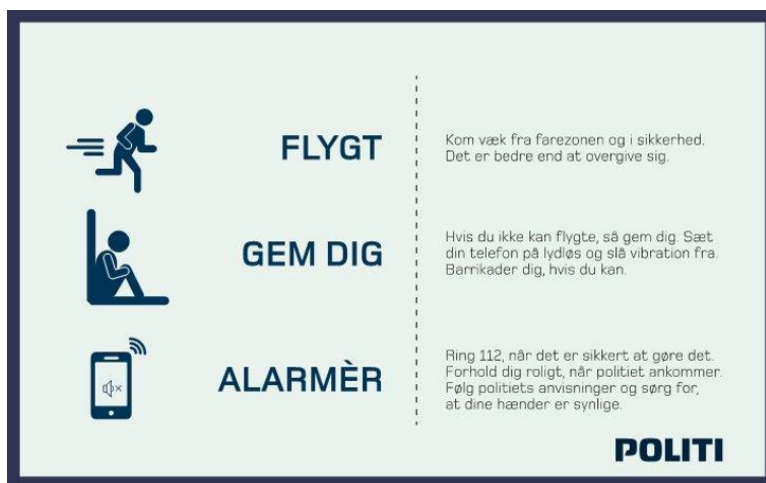 FLYGT
Kom væk fra farezonen og i sikkerhed.
Det er bedre end at overgive sig.
GEM DIG
Hvis du ikke kan flygte, så gem dig. Sæt
din telefon på lydløs og slå vibration fra.
Barrikader dig, hvis du kan.
ALARMÈR
Ring 112, når det er sikkert at gøre det.
Forhold dig roligt, når politiet ankommer.
Følg politiets anvisninger og sørg for,
at dine hænder er synlige.
POLITI